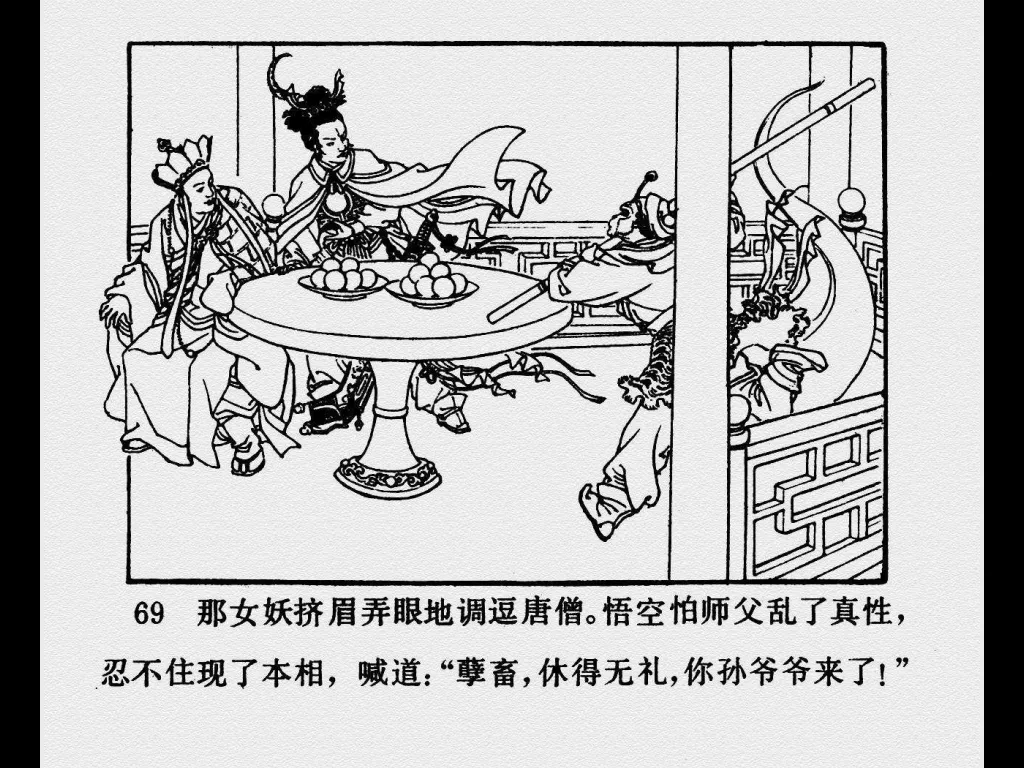 69 那女妖挤眉弄眼地调逗唐僧。悟空怕师父乱了真性，
忍不住现了本相，喊道：“孽畜，休得无礼，你孙爷爷来了！”